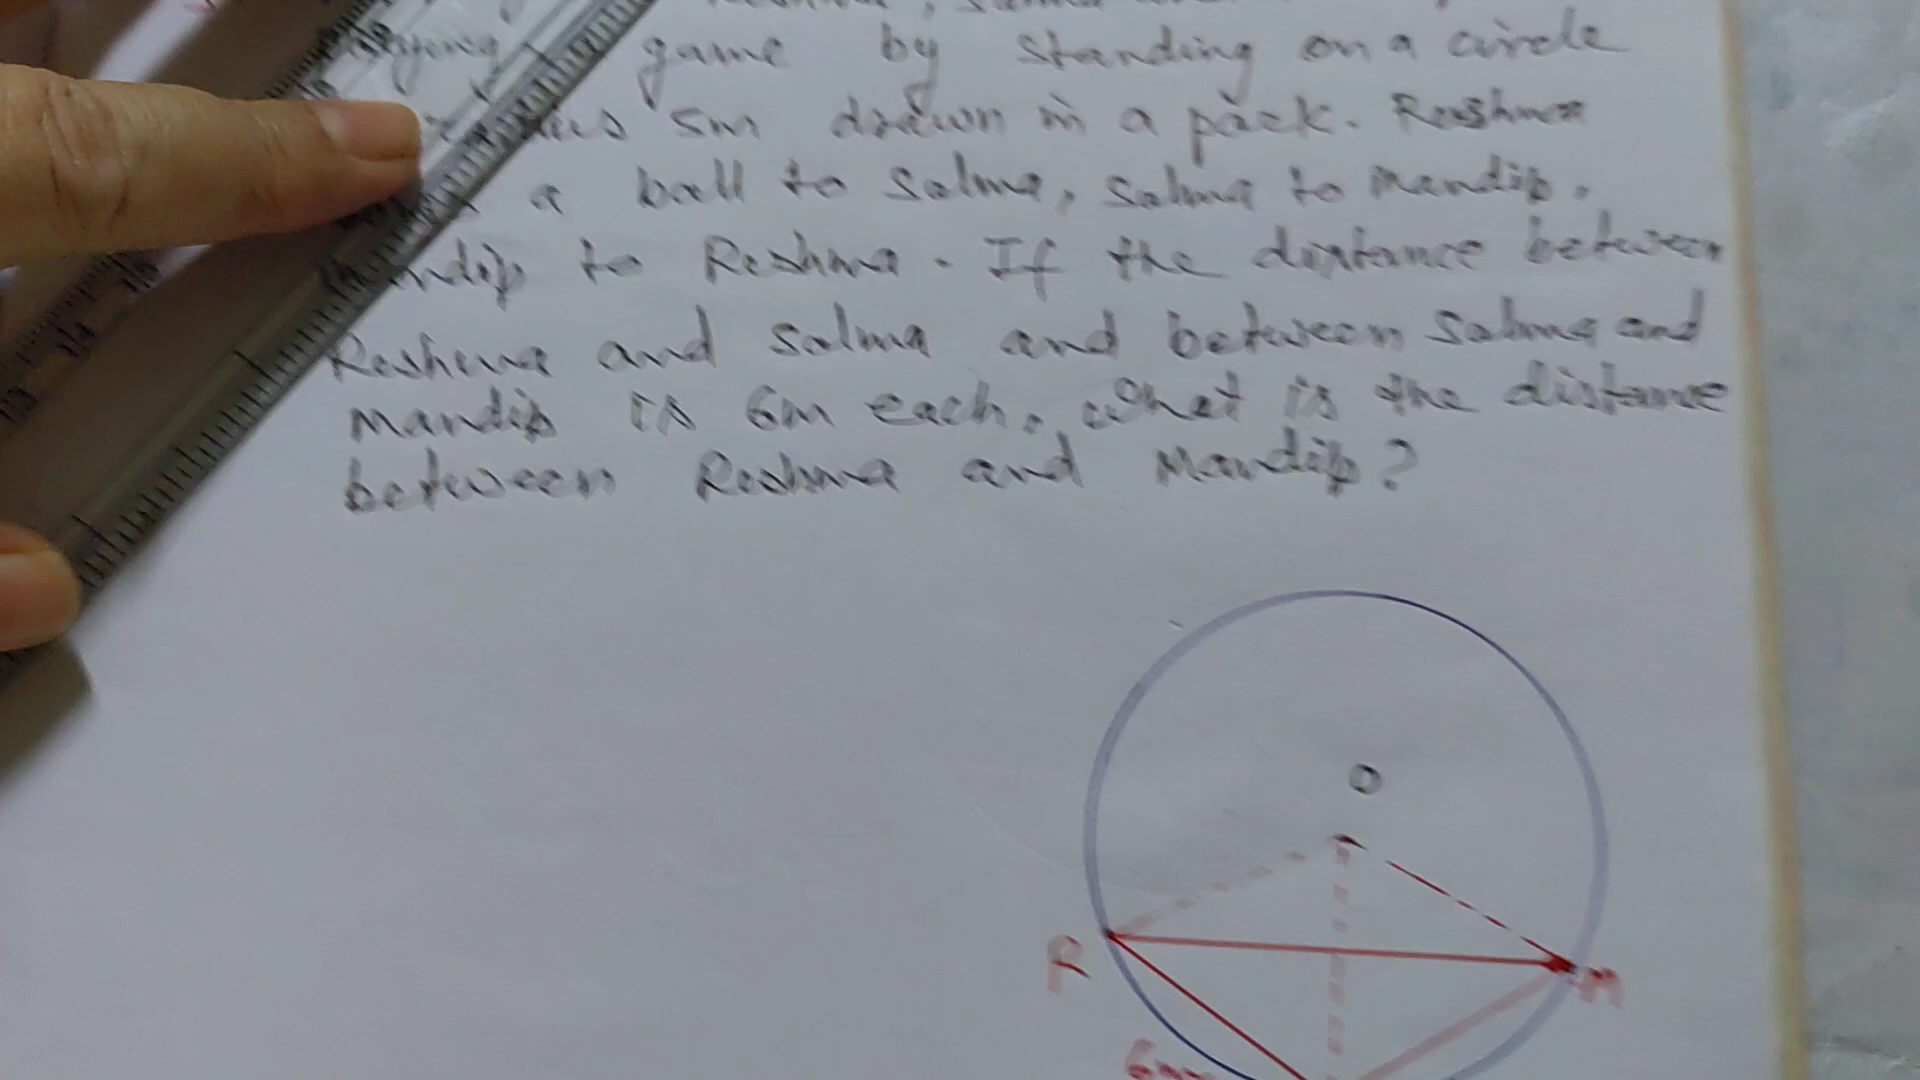 game by standing on a circle
5m drawn in a park. Reshma
a ball to Salma, Salma to Mandip,
to Reshma. If the distance between
Reshma and Salma and between Salma and
Mandip is 6m each, what is the distance
between Reshma and Mandip?
O
R
M
6m